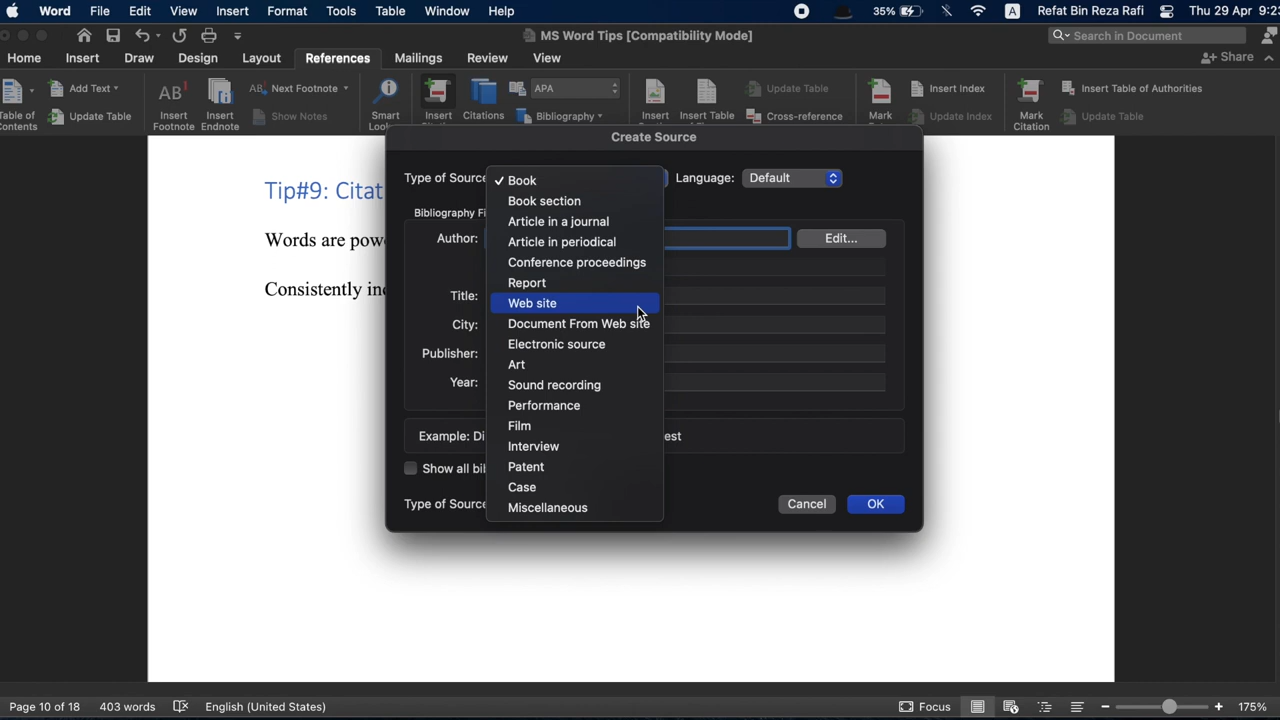 Word File Edit View Insert Format Tools Table Window Help 35% A Refat Bin Reza Rafi Thu 29 Apr 9:2
MS Word Tips [Compatibility Mode] Search in Document
Home Insert Draw Design Layout References Mailings Review View Share
Add Text AB Next Footnote APA Update Table Insert Index Insert Table of Authorities
Table of Contents Update Table Insert Footnote Insert Endnote Show Notes Smart Insert Citations Bibliography Insert Insert Table Cross-reference Mark Update Index Mark Citation Update Table
Create Source
Type of Source Language: Default
Book
Book section
Article in a journal
Article in periodical
Conference proceedings
Report
Web site
Document From Web site
Electronic source
Art
Sound recording
Performance
Film
Interview
Patent
Case
Miscellaneous
Bibliography Fi
Author: Edit...
Title:
City:
Publisher:
Year:
Example: Di est
Show all bi
Type of Source Cancel OK
Tip#9: Citat
Words are pow
Consistently in
Page 10 of 18 403 words English (United States) Focus 175%